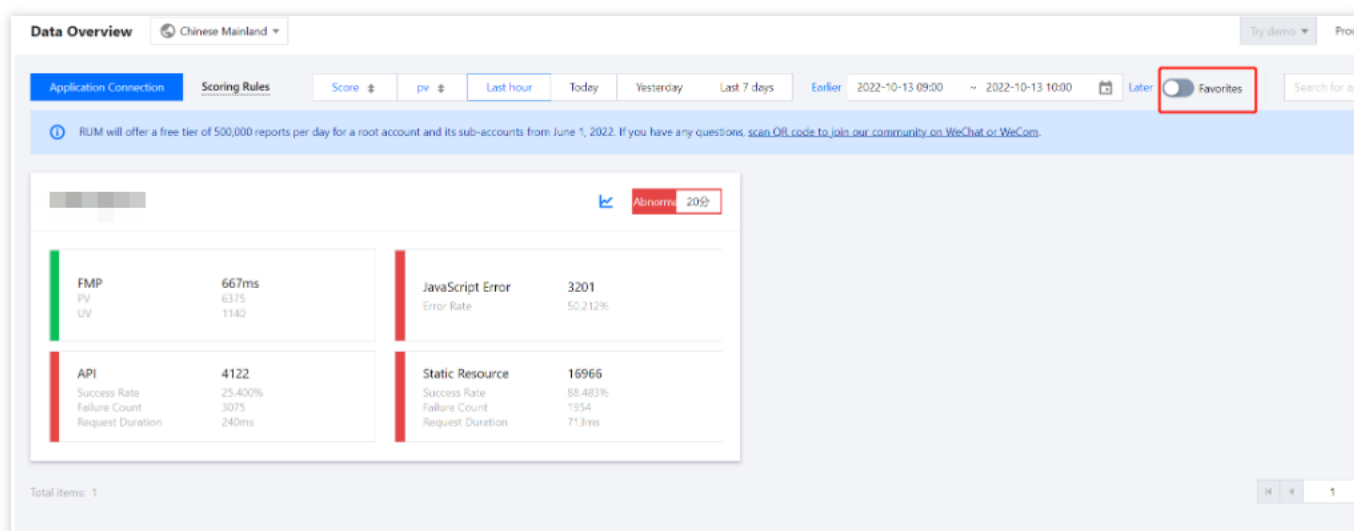 Data Overview Chinese Mainland Try demo
Application Connection Scoring Rules Score pv Last hour Today Yesterday Last 7 days Earlier 2022-10-13 09:00 ~ 2022-10-13 10:00 Later Favorites Search for
RUM will offer a free tier of 500,000 reports per day for a root account and its sub-accounts from June 1, 2022. If you have any questions, scan QR code to join our community on WeChat or WeCom.
20分
FMP 667ms
PV 6375
UV 1140
JavaScript Error 3201
Error Rate 50.212%
API 4122
Success Rate 25.400%
Failure Count 3075
Request Duration 240ms
Static Resource 16966
Success Rate 68.483%
Failure Count 1954
Request Duration 713ms
Total items: 1 1